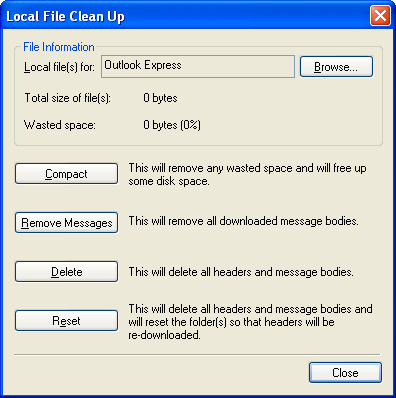 Local File Clean Up
File Information
Local file(s) for: Outlook Express Browse...
Total size of file(s): 0 bytes
Wasted space: 0 bytes (0%)
Compact This will remove any wasted space and will free up
some disk space.
Remove Messages This will remove all downloaded message bodies.
Delete This will delete all headers and message bodies.
This will delete all headers and message bodies and
Reset will reset the folder(s) so that headers will be
re-downloaded.
Close